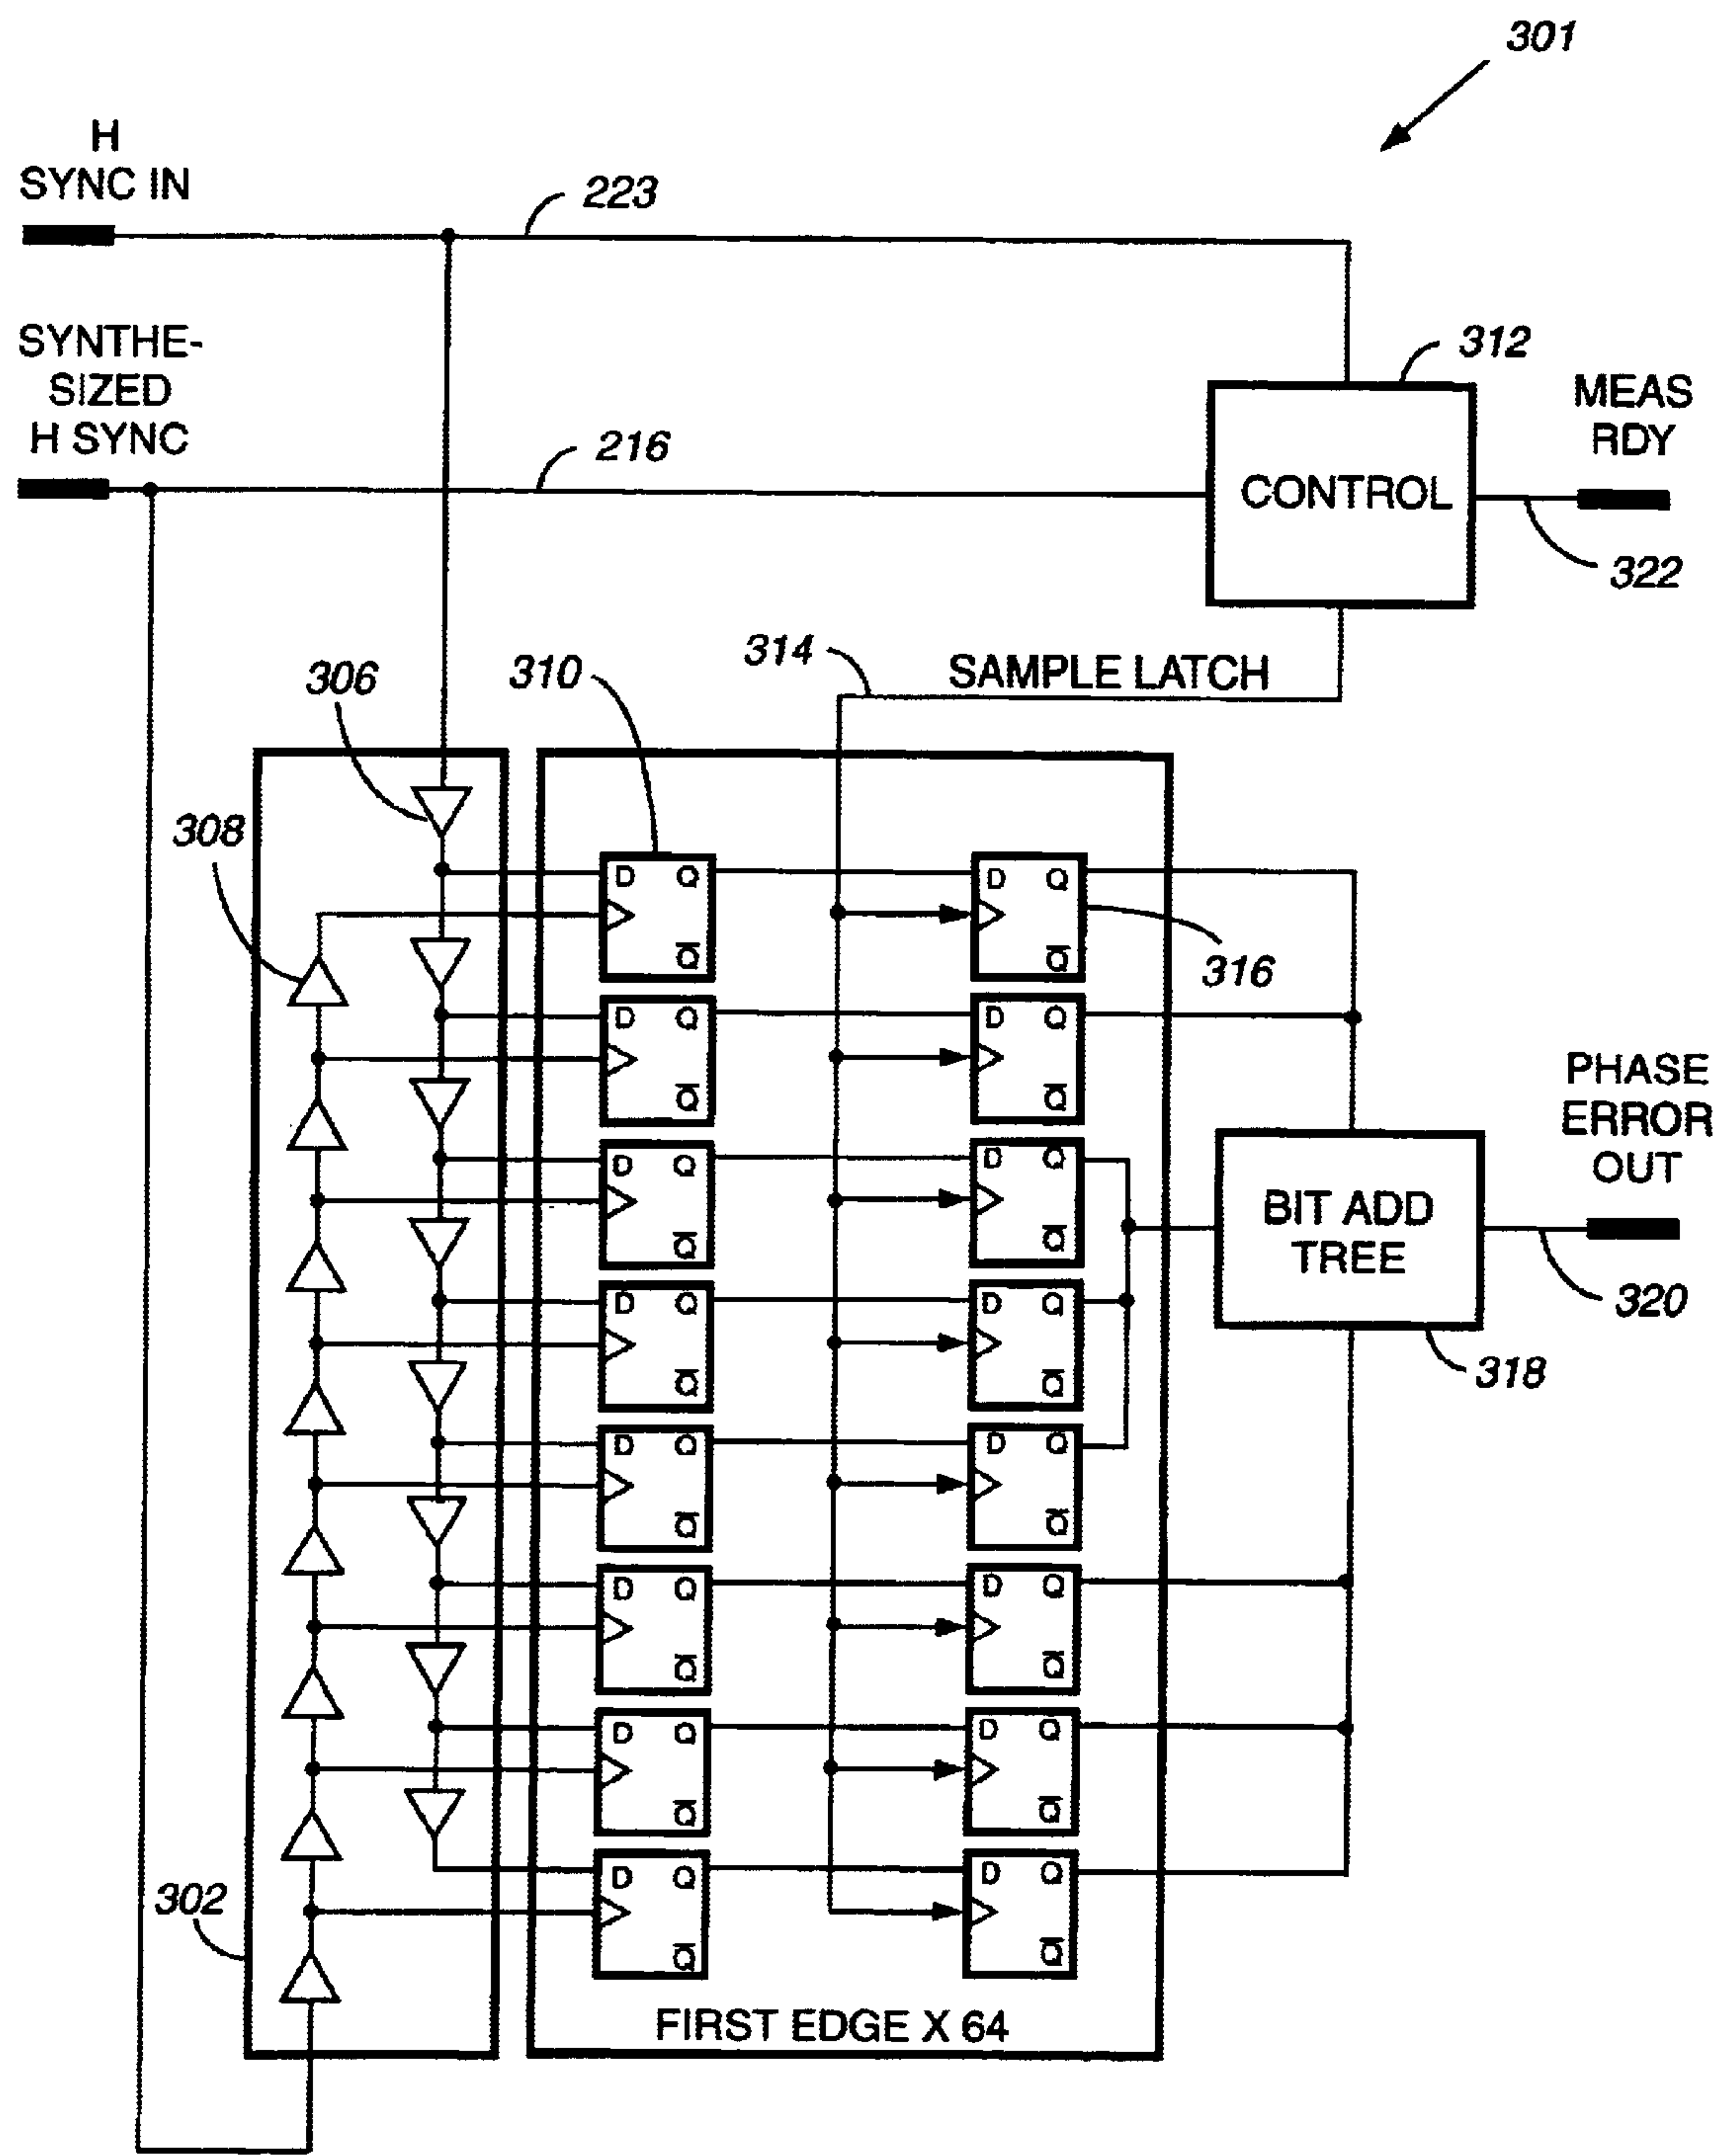 301
H
SYNC IN
223
SYNTHE-
SIZED
H SYNC
216
312
MEAS
RDY
CONTROL
322
314
SAMPLE LATCH
306
310
308
D Q
Q
D Q
Q
316
D Q
Q
D Q
Q
D Q
Q
D Q
Q
PHASE
ERROR
OUT
BIT ADD
TREE
320
318
D Q
Q
D Q
Q
D Q
Q
D Q
Q
D Q
Q
D Q
Q
D Q
Q
D Q
Q
302
D Q
Q
D Q
Q
FIRST EDGE X 64